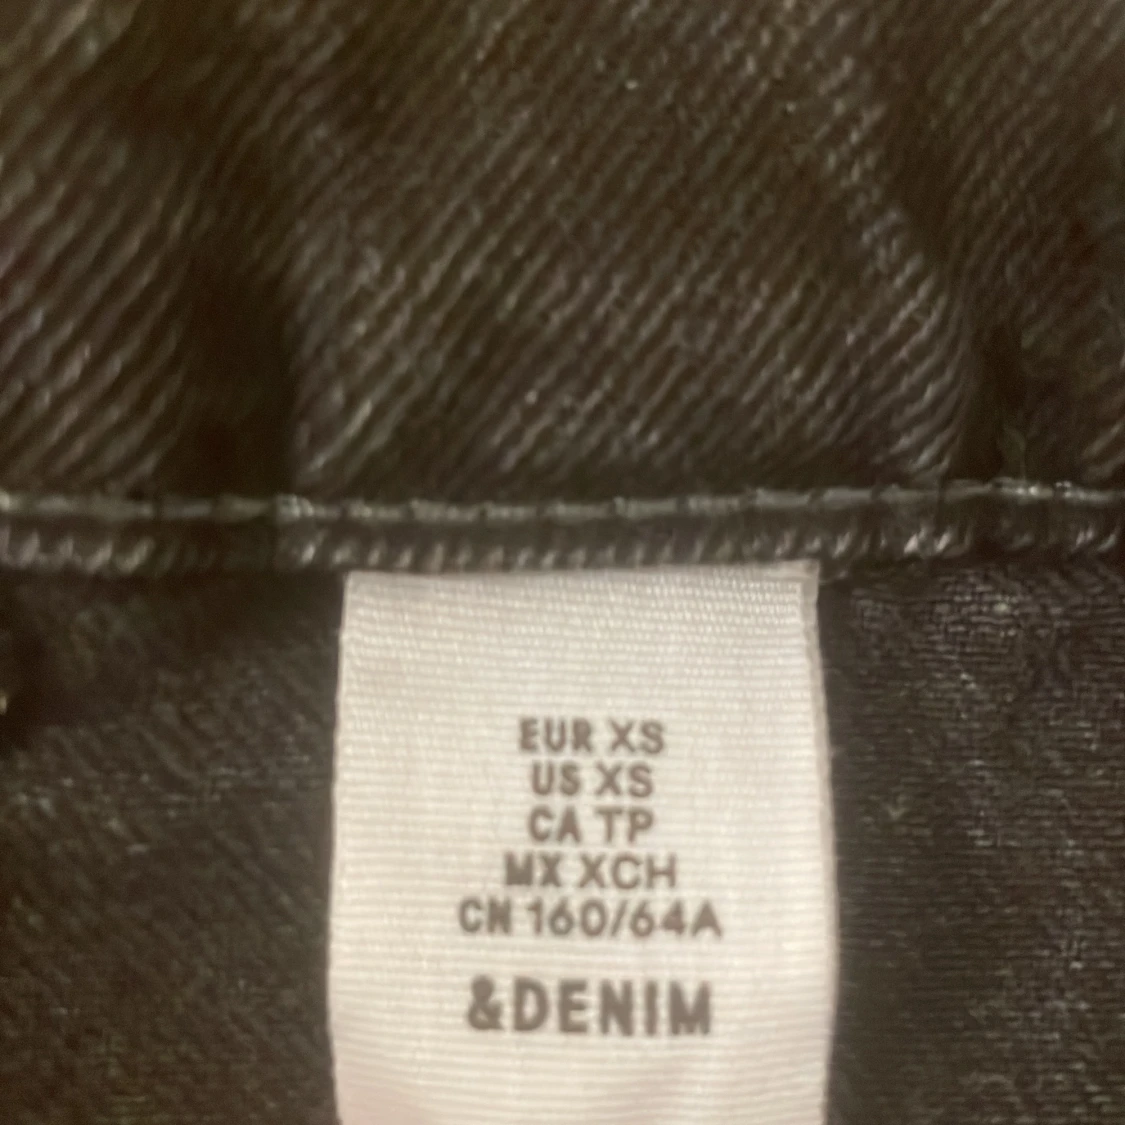 EUR XS
US XS
CA TP
MX XCH
CN 160/64A
&DENIM